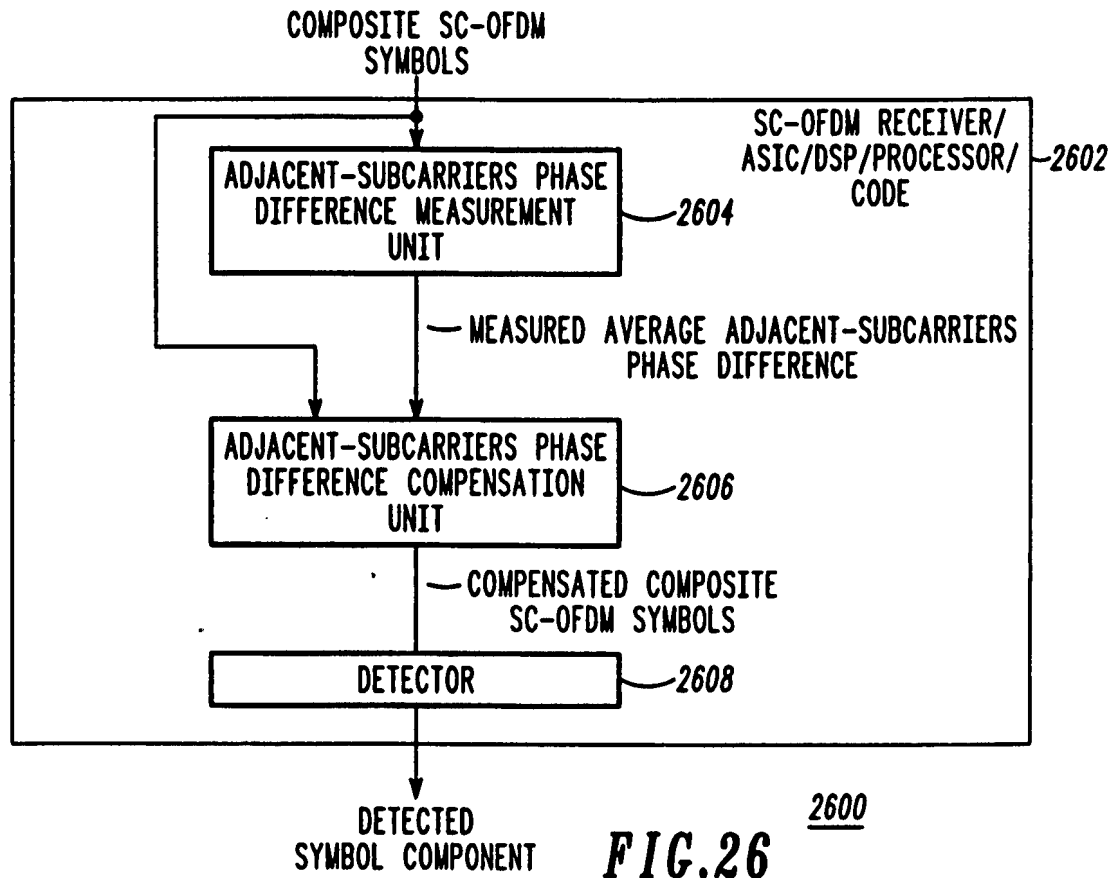 COMPOSITE SC-OFDM
SYMBOLS
SC-OFDM RECEIVER/
ASIC/DSP/PROCESSOR/
CODE
2602
ADJACENT-SUBCARRIERS PHASE
DIFFERENCE MEASUREMENT
UNIT
2604
MEASURED AVERAGE ADJACENT-SUBCARRIERS
PHASE DIFFERENCE
ADJACENT-SUBCARRIERS PHASE
DIFFERENCE COMPENSATION
UNIT
2606
COMPENSATED COMPOSITE
SC-OFDM SYMBOLS
DETECTOR
2608
DETECTED
SYMBOL COMPONENT
2600
FIG.26